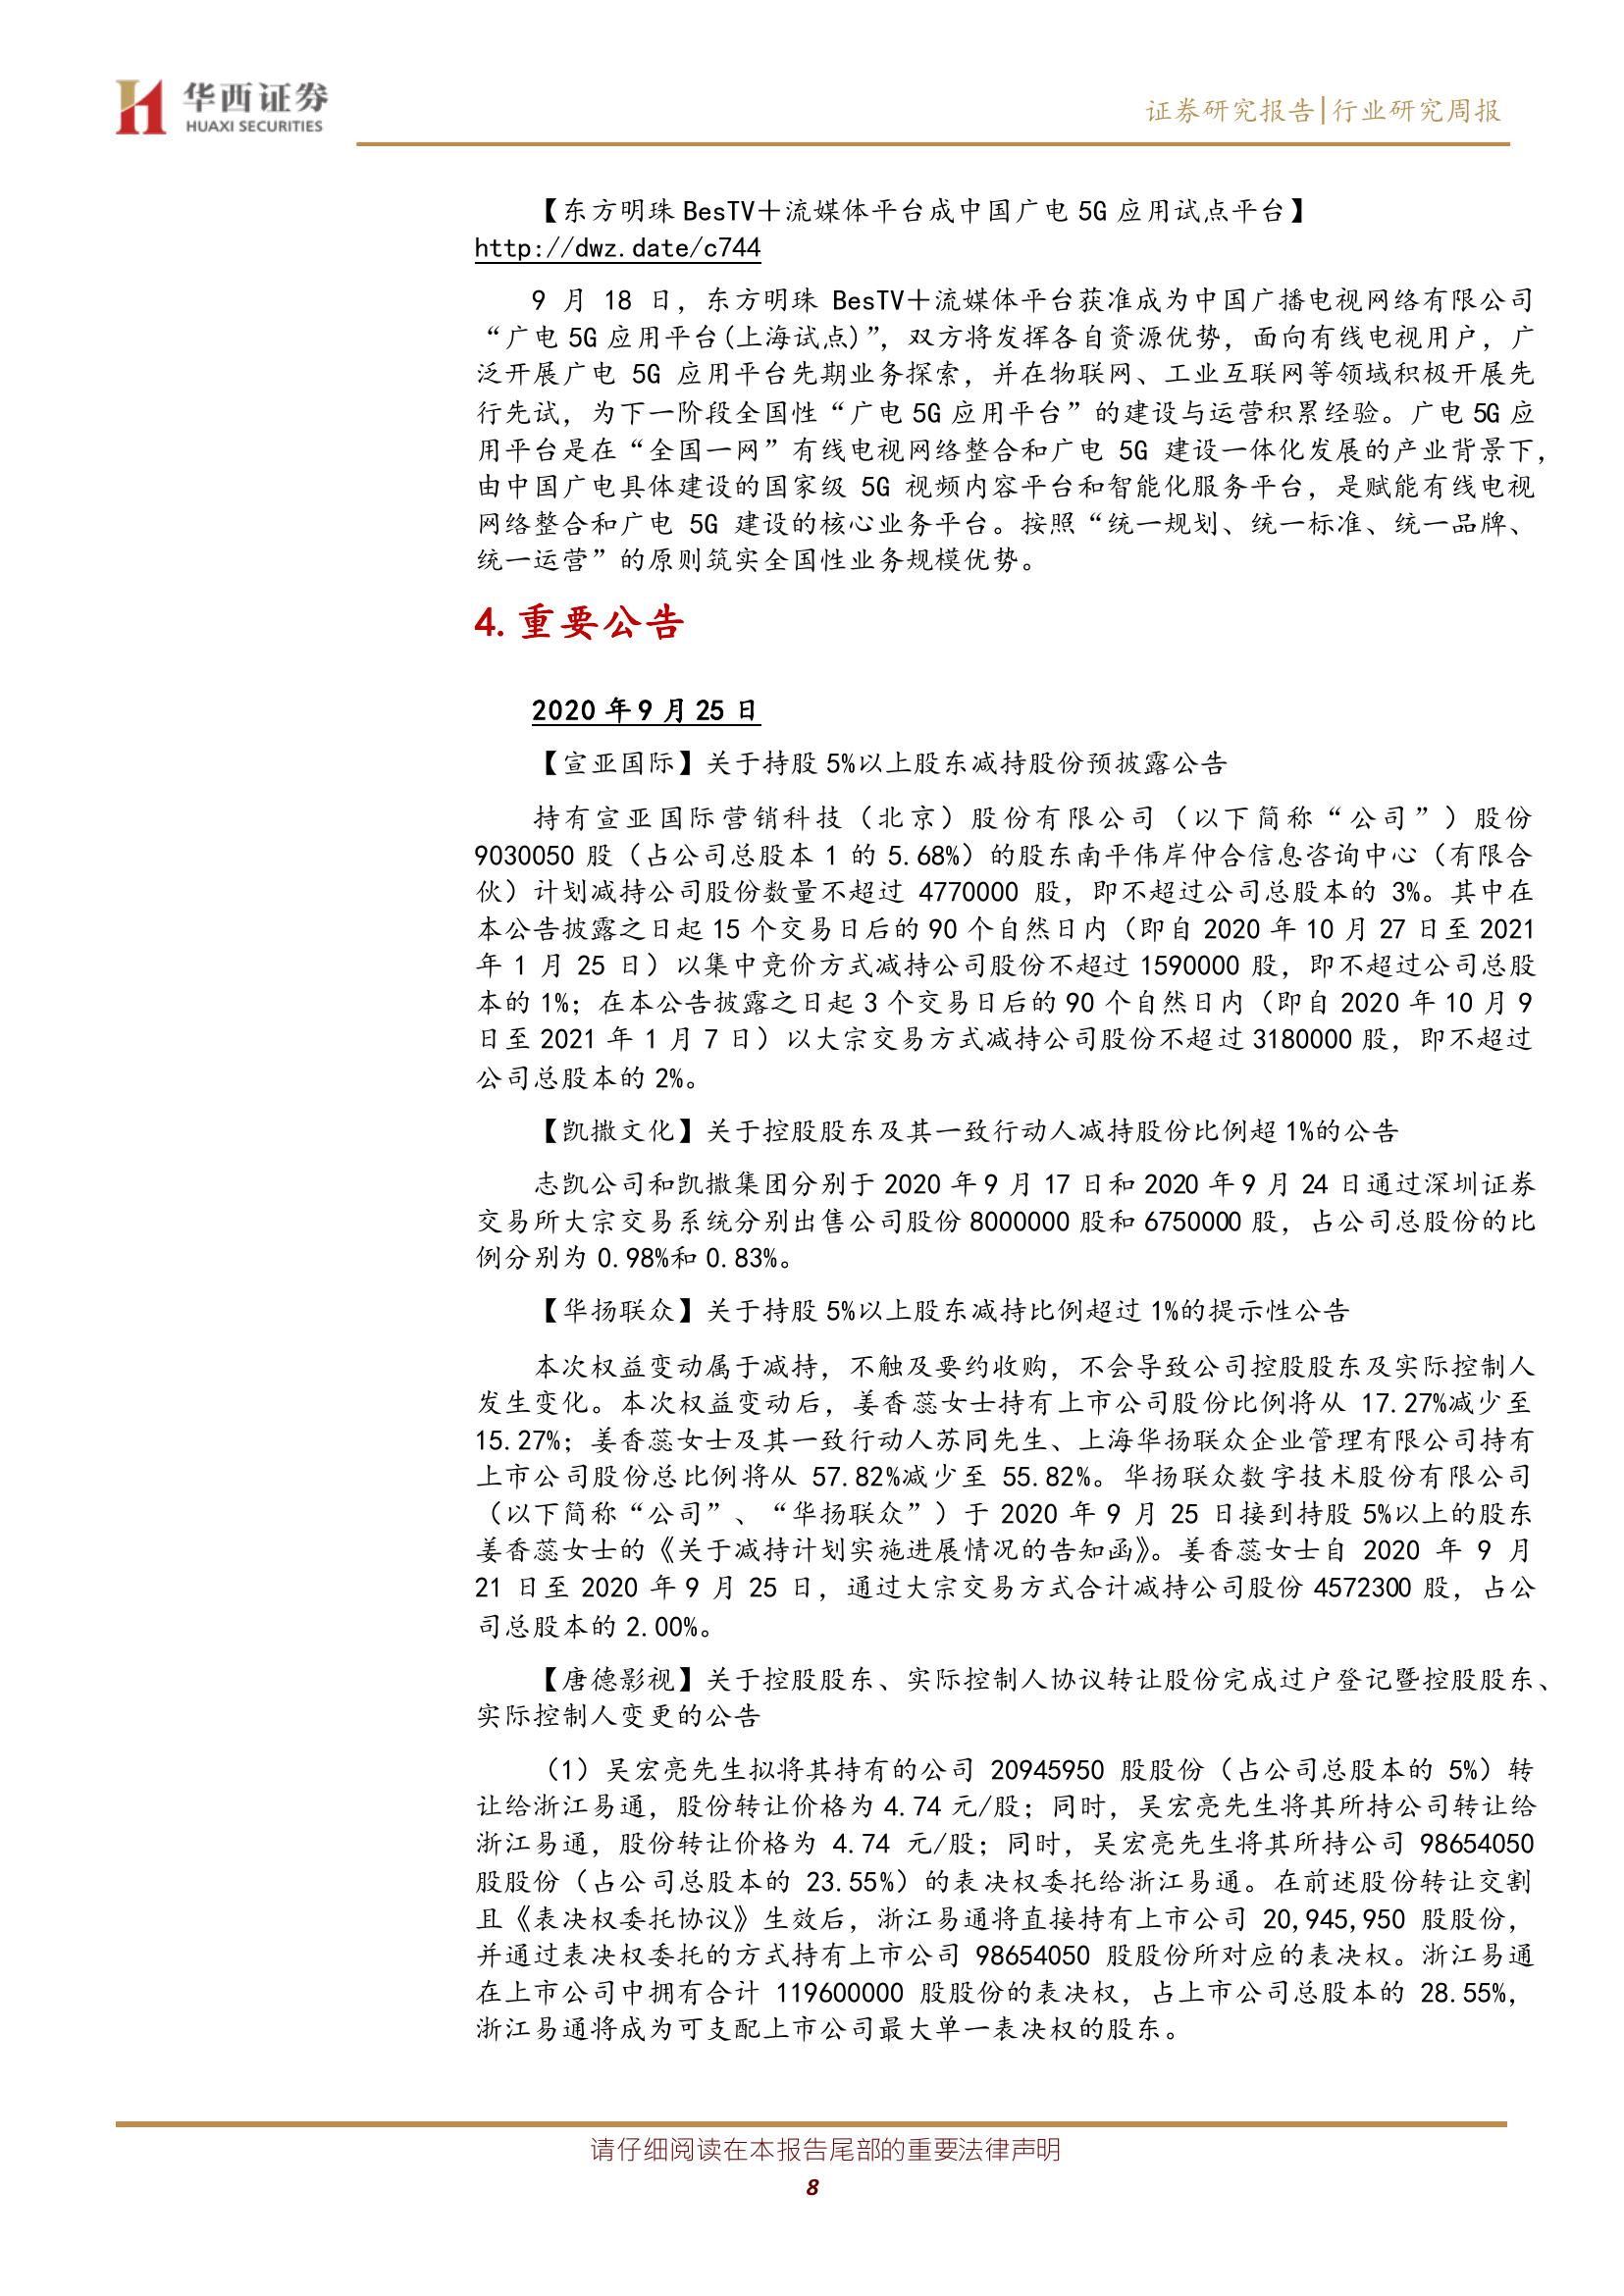 华西证券
HUAXI SECURITIES
证券研究报告|行业研究周报
【东方明珠 BesTV＋流媒体平台成中国广电 5G 应用试点平台】
http://dwz.date/c744
9 月 18 日，东方明珠 BesTV＋流媒体平台获准成为中国广播电视网络有限公司
“广电 5G 应用平台(上海试点)”，双方将发挥各自资源优势，面向有线电视用户，广
泛开展广电 5G 应用平台先期业务探索，并在物联网、工业互联网等领域积极开展先
行先试，为下一阶段全国性“广电 5G 应用平台”的建设与运营积累经验。广电 5G 应
用平台是在“全国一网”有线电视网络整合和广电 5G 建设一体化发展的产业背景下，
由中国广电具体建设的国家级 5G 视频内容平台和智能化服务平台，是赋能有线电视
网络整合和广电 5G 建设的核心业务平台。按照“统一规划、统一标准、统一品牌、
统一运营”的原则筑实全国性业务规模优势。
4. 重要公告
2020 年 9 月 25 日
【宣亚国际】关于持股 5%以上股东减持股份预披露公告
持有宣亚国际营销科技（北京）股份有限公司（以下简称“公司”）股份
9030050 股（占公司总股本 1 的 5.68%）的股东南平伟岸仲合信息咨询中心（有限合
伙）计划减持公司股份数量不超过 4770000 股，即不超过公司总股本的 3%。其中在
本公告披露之日起 15 个交易日后的 90 个自然日内（即自 2020 年 10 月 27 日至 2021
年 1 月 25 日）以集中竞价方式减持公司股份不超过 1590000 股，即不超过公司总股
本的 1%；在本公告披露之日起 3 个交易日后的 90 个自然日内（即自 2020 年 10 月 9
日至 2021 年 1 月 7 日）以大宗交易方式减持公司股份不超过 3180000 股，即不超过
公司总股本的 2%。
【凯撒文化】关于控股股东及其一致行动人减持股份比例超 1%的公告
志凯公司和凯撒集团分别于 2020 年 9 月 17 日和 2020 年 9 月 24 日通过深圳证券
交易所大宗交易系统分别出售公司股份 8000000 股和 6750000 股，占公司总股份的比
例分别为 0.98%和 0.83%。
【华扬联众】关于持股 5%以上股东减持比例超过 1%的提示性公告
本次权益变动属于减持，不触及要约收购，不会导致公司控股股东及实际控制人
发生变化。本次权益变动后，姜香蕊女士持有上市公司股份比例将从 17.27%减少至
15.27%；姜香蕊女士及其一致行动人苏同先生、上海华扬联众企业管理有限公司持有
上市公司股份总比例将从 57.82%减少至 55.82%。华扬联众数字技术股份有限公司
（以下简称“公司”、“华扬联众”）于 2020 年 9 月 25 日接到持股 5%以上的股东
姜香蕊女士的《关于减持计划实施进展情况的告知函》。姜香蕊女士自 2020 年 9 月
21 日至 2020 年 9 月 25 日，通过大宗交易方式合计减持公司股份 4572300 股，占公
司总股本的 2.00%。
【唐德影视】关于控股股东、实际控制人协议转让股份完成过户登记暨控股股东、
实际控制人变更的公告
（1）吴宏亮先生拟将其持有的公司 20945950 股股份（占公司总股本的 5%）转
让给浙江易通，股份转让价格为 4.74 元/股；同时，吴宏亮先生将其所持公司转让给
浙江易通，股份转让价格为 4.74 元/股；同时，吴宏亮先生将其所持公司 98654050
股股份（占公司总股本的 23.55%）的表决权委托给浙江易通。在前述股份转让交割
且《表决权委托协议》生效后，浙江易通将直接持有上市公司 20,945,950 股股份，
并通过表决权委托的方式持有上市公司 98654050 股股份所对应的表决权。浙江易通
在上市公司中拥有合计 119600000 股股份的表决权，占上市公司总股本的 28.55%，
浙江易通将成为可支配上市公司最大单一表决权的股东。
请仔细阅读在本报告尾部的重要法律声明
8